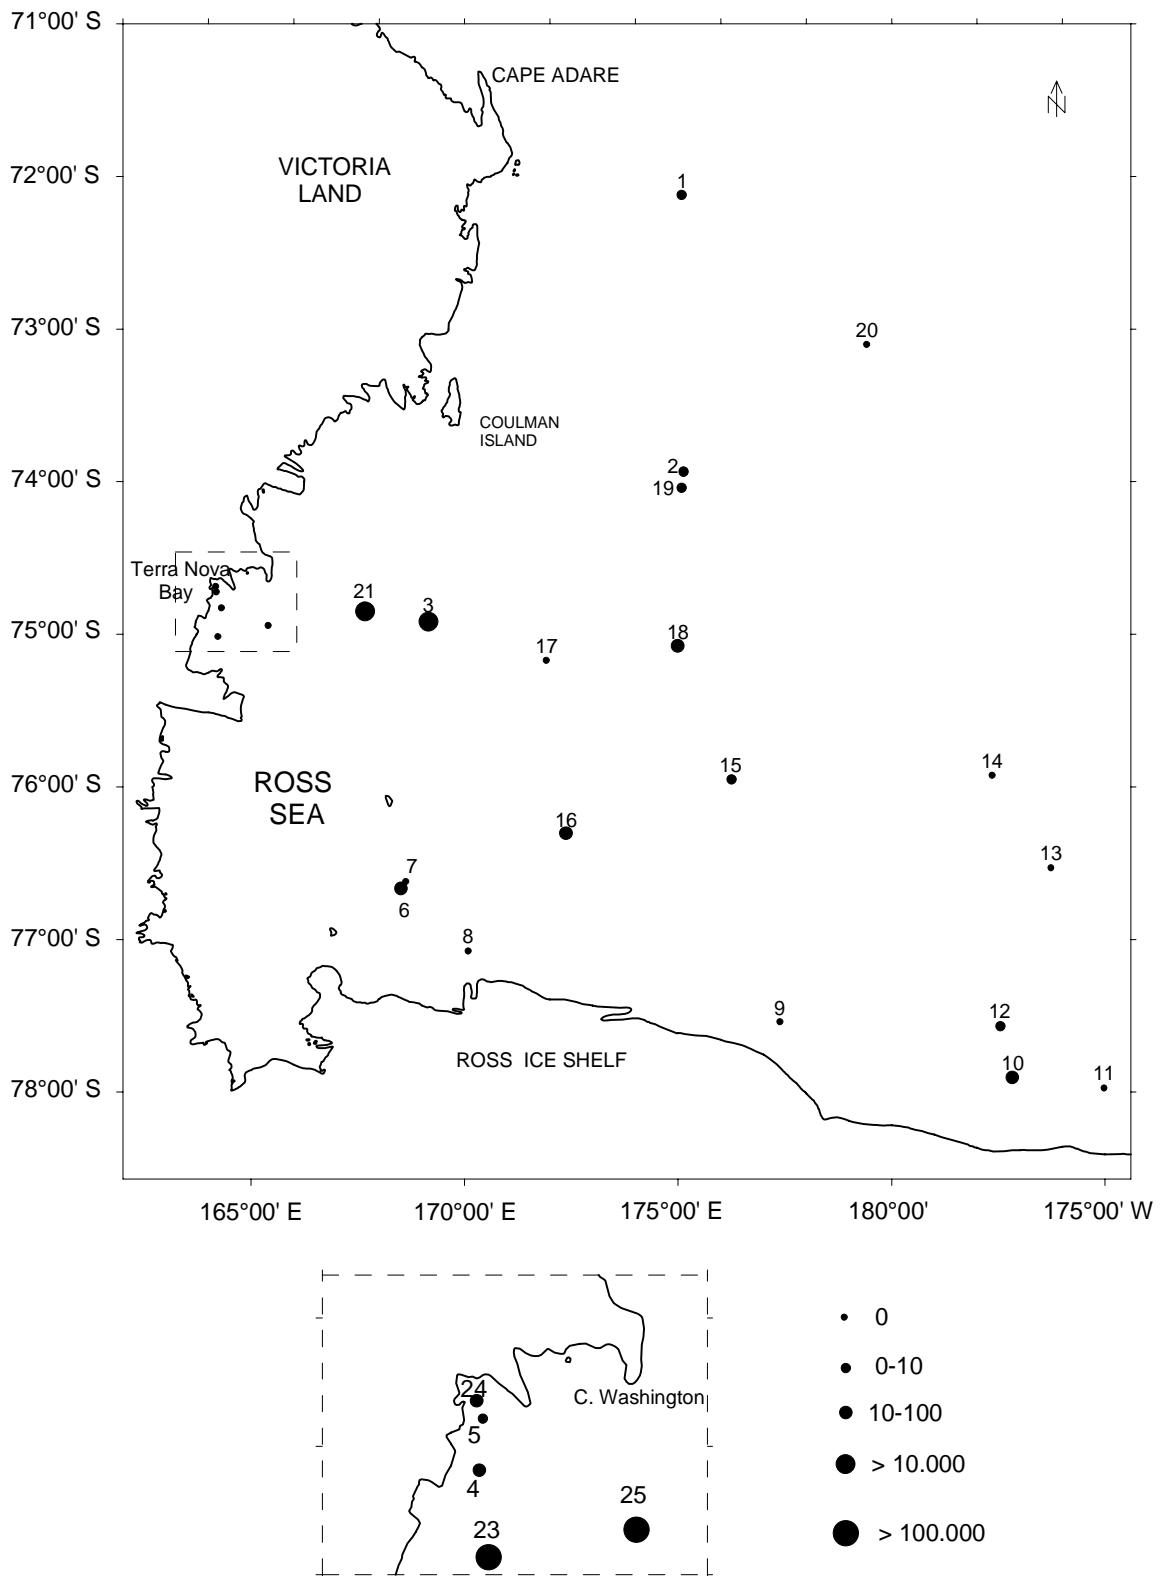 71°00' S
CAPE ADARE
N
VICTORIA
LAND
72°00' S
1
73°00' S
20
COULMAN
ISLAND
2
74°00' S
19
Terra Nova
Bay
21
3
75°00' S
17
18
76°00' S
ROSS
SEA
15
14
16
7
13
6
77°00' S
8
9
12
ROSS ICE SHELF
10
11
78°00' S
165°00' E
170°00' E
175°00' E
180°00'
175°00' W
0
0-10
24
C. Washington
10-100
5
4
> 10.000
25
23
> 100.000